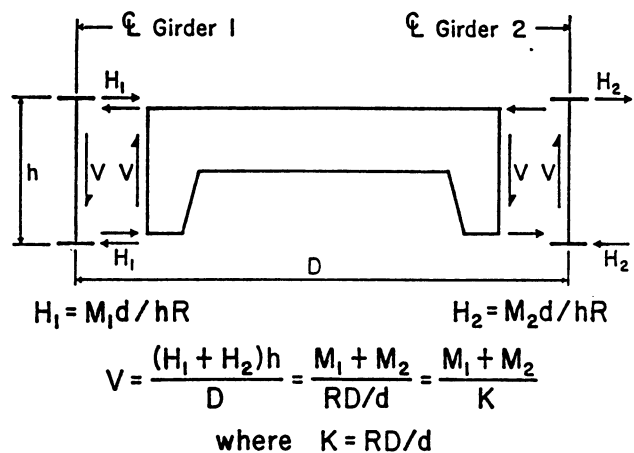 ℄ Girder 1 ℄ Girder 2
H₁ H₂
h V V V V
H₁ H₂
D
H₁ = M₁d/hR H₂ = M₂d/hR
V = (H₁ + H₂)h / D = M₁ + M₂ / RD/d = M₁ + M₂ / K
where K = RD/d